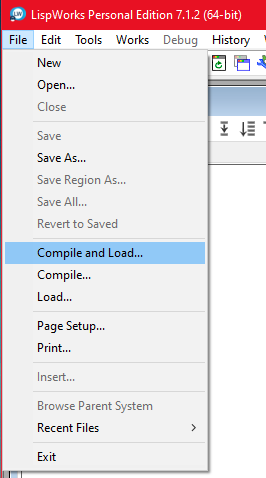 LispWorks Personal Edition 7.1.2 (64-bit)
File Edit Tools Works Debug History
New
Open...
Close
Save
Save As...
Save Region As...
Save All...
Revert to Saved
Compile and Load...
Compile...
Load...
Page Setup...
Print...
Insert...
Browse Parent System
Recent Files
Exit